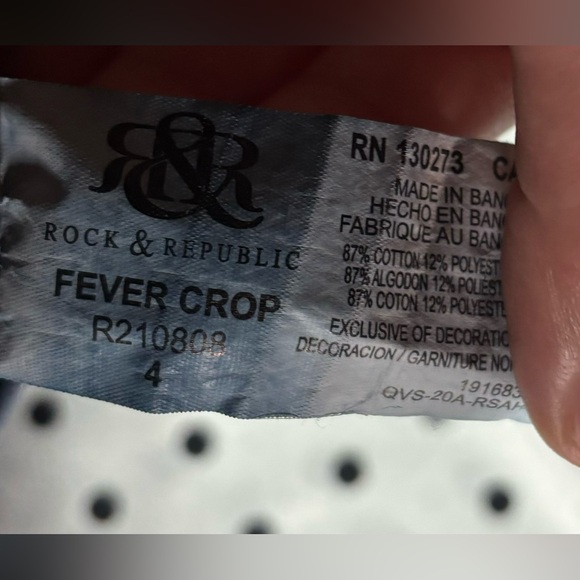 R&R
ROCK & REPUBLIC
FEVER CROP
R210808
4
RN 130273 CA
MADE IN BAN
HECHO EN BAN
FABRIQUE AU BAN
87% COTTON 12% POLYEST
87% ALGODON 12% POLIEST
87% COTON 12% POLYEST
EXCLUSIVE OF DECORATIO
DECORACION / GARNITURE NO
191683
QVS-20A-RSAF